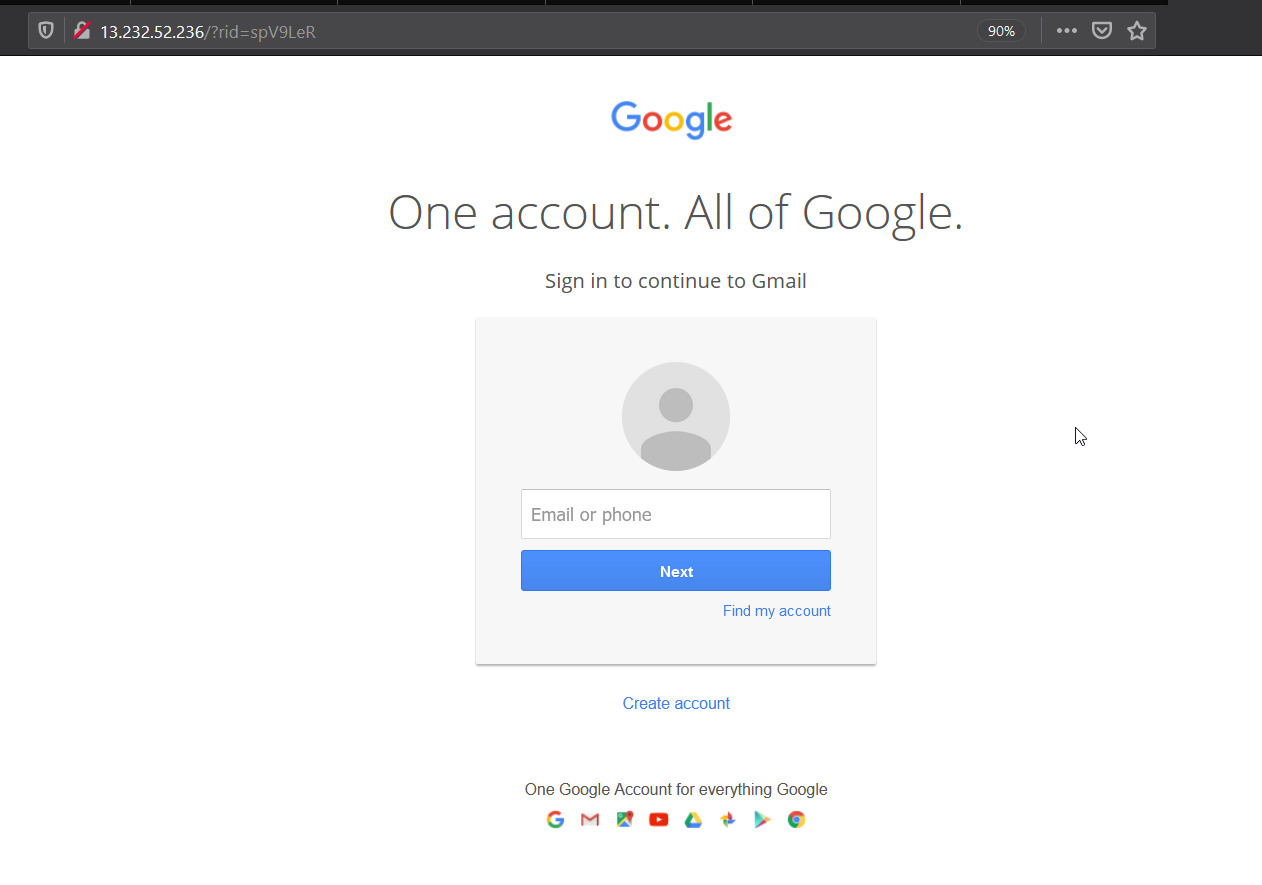 13.232.52.236/?rid=spV9LeR
90%
Google
One account. All of Google.
Sign in to continue to Gmail
Email or phone
Next
Find my account
Create account
One Google Account for everything Google